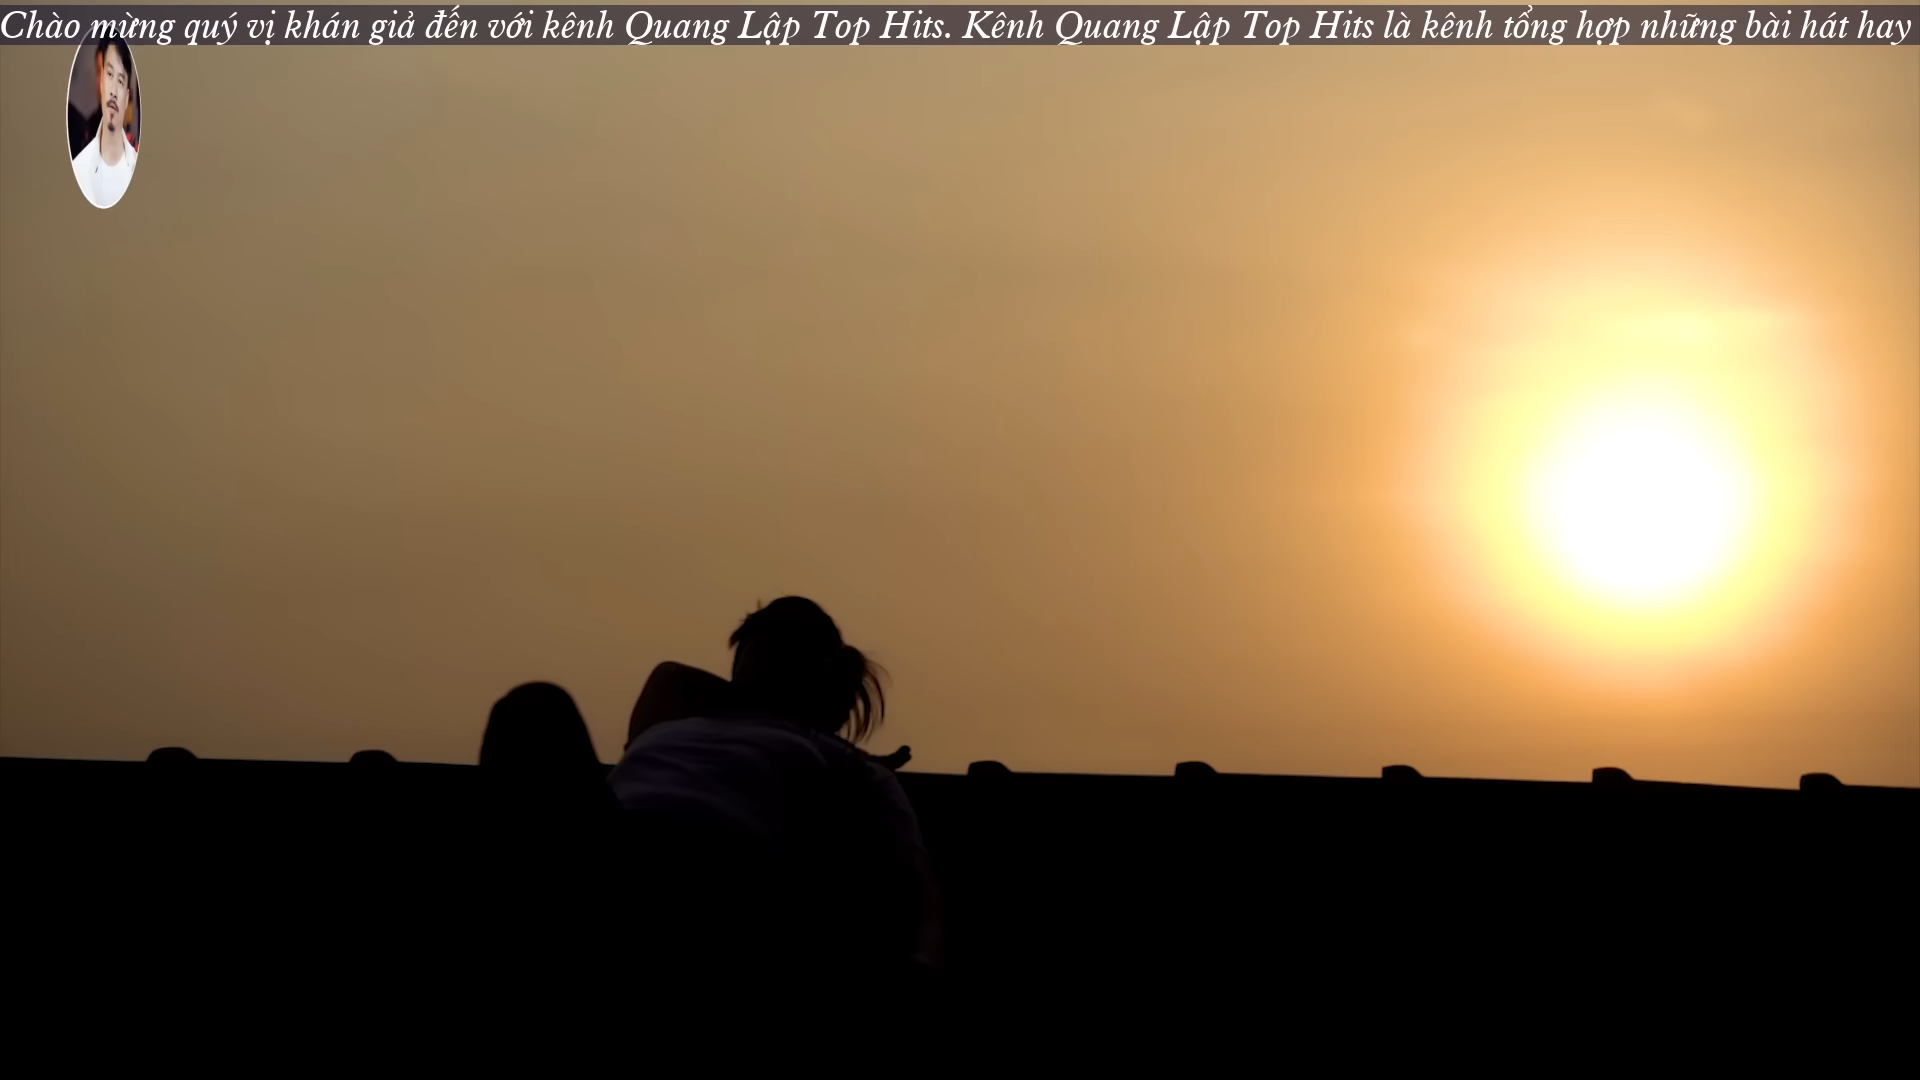 Chào mừng quý vị khán giả đến với kênh Quang Lập Top Hits. Kênh Quang Lập Top Hits là kênh tổng hợp những bài hát hay